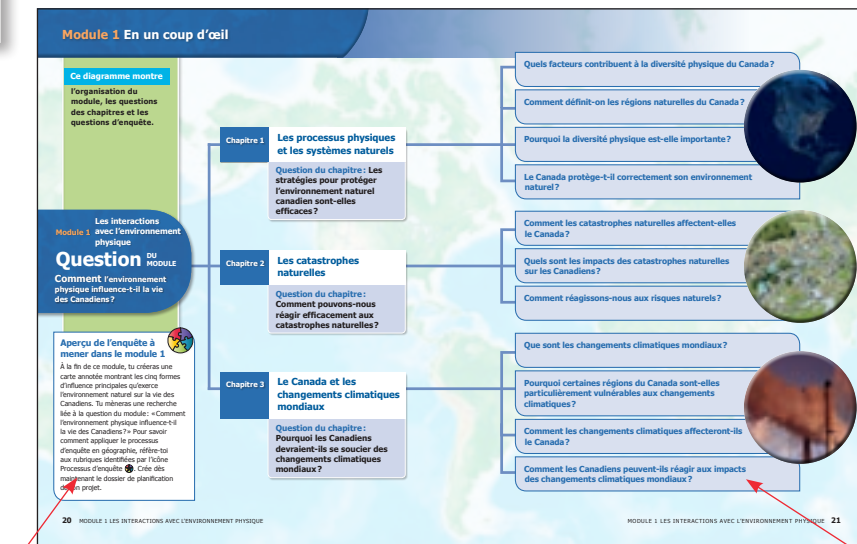 Module 1 En un coup d'œil
Ce diagramme montre
l'organisation du
module, les questions
des chapitres et les
questions d'enquête.
Module 1
Les interactions
avec l'environnement
physique
Question DU
MODULE
Comment l'environnement
physique influence-t-il la vie
des Canadiens ?
Aperçu de l'enquête à
mener dans le module 1
À la fin de ce module, tu créeras une
carte annotée montrant les cinq formes
d'influence principales qu'exerce
l'environnement naturel sur la vie des
Canadiens. Tu mèneras une recherche
liée à la question du module : « Comment
l'environnement physique influence-t-il
la vie des Canadiens ? » Pour savoir
comment appliquer le processus
d'enquête en géographie, réfère-toi
aux rubriques identifiées par l'icône
Processus d'enquête . Crée dès
maintenant le dossier de planification
de ton projet.
Chapitre 1
Les processus physiques
et les systèmes naturels
Question du chapitre : Les
stratégies pour protéger
l'environnement naturel
canadien sont-elles
efficaces ?
Chapitre 2
Les catastrophes
naturelles
Question du chapitre :
Comment pouvons-nous
réagir efficacement aux
catastrophes naturelles ?
Chapitre 3
Le Canada et les
changements climatiques
mondiaux
Question du chapitre :
Pourquoi les Canadiens
devraient-ils se soucier des
changements climatiques
mondiaux ?
Quels facteurs contribuent à la diversité physique du Canada ?
Comment définit-on les régions naturelles du Canada ?
Pourquoi la diversité physique est-elle importante ?
Le Canada protège-t-il correctement son environnement
naturel ?
Comment les catastrophes naturelles affectent-elles
le Canada ?
Quels sont les impacts des catastrophes naturelles
sur les Canadiens ?
Comment réagissons-nous aux risques naturels ?
Que sont les changements climatiques mondiaux ?
Pourquoi certaines régions du Canada sont-elles
particulièrement vulnérables aux changements
climatiques ?
Comment les changements climatiques affecteront-ils
le Canada ?
Comment les Canadiens peuvent-ils réagir aux impacts
des changements climatiques mondiaux ?
20 MODULE 1 LES INTERACTIONS AVEC L'ENVIRONNEMENT PHYSIQUE
MODULE 1 LES INTERACTIONS AVEC L'ENVIRONNEMENT PHYSIQUE 21